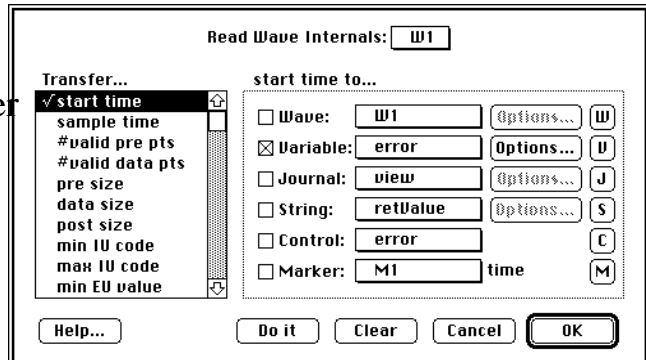 Read Wave Internals: W1
Transfer...
start time to...
er
√ start time
sample time
#valid pre pts
#valid data pts
pre size
data size
post size
min IU code
max IU code
min EU value
Wave: W1 Options... W
Variable: error Options... V
Journal: view Options... J
String: retValue Options... S
Control: error C
Marker: M1 time M
Help... Do it Clear Cancel OK